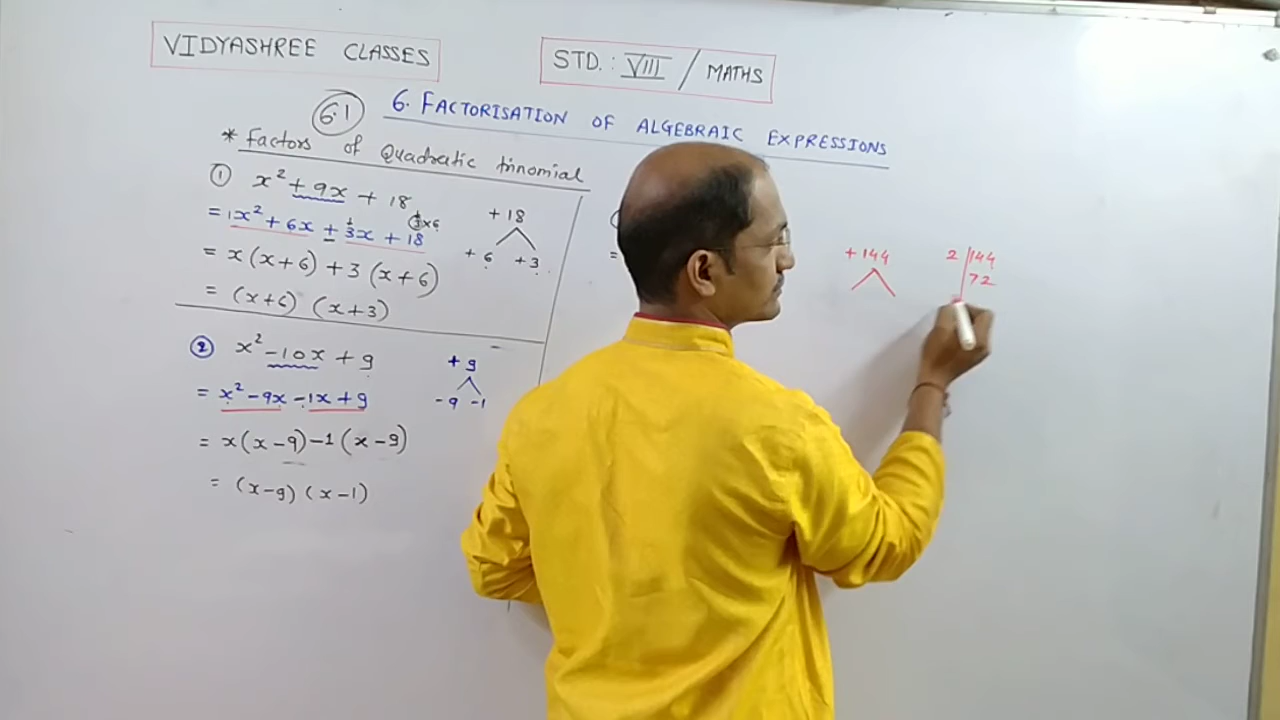 VIDYASHREE CLASSES
STD.: VIII / MATHS
6.1
6. FACTORISATION OF ALGEBRAIC EXPRESSIONS
* Factors of Quadratic trinomial
① x² + 9x + 18
= 1x² + 6x + 3x + 18
= x(x+6) + 3(x+6)
= (x+6) (x+3)
+18
+6 +3
② x² - 10x + 9
= x² - 9x - 1x + 9
= x(x-9) - 1(x-9)
= (x-9) (x-1)
+9
-9 -1
=
+144
2 | 144
72